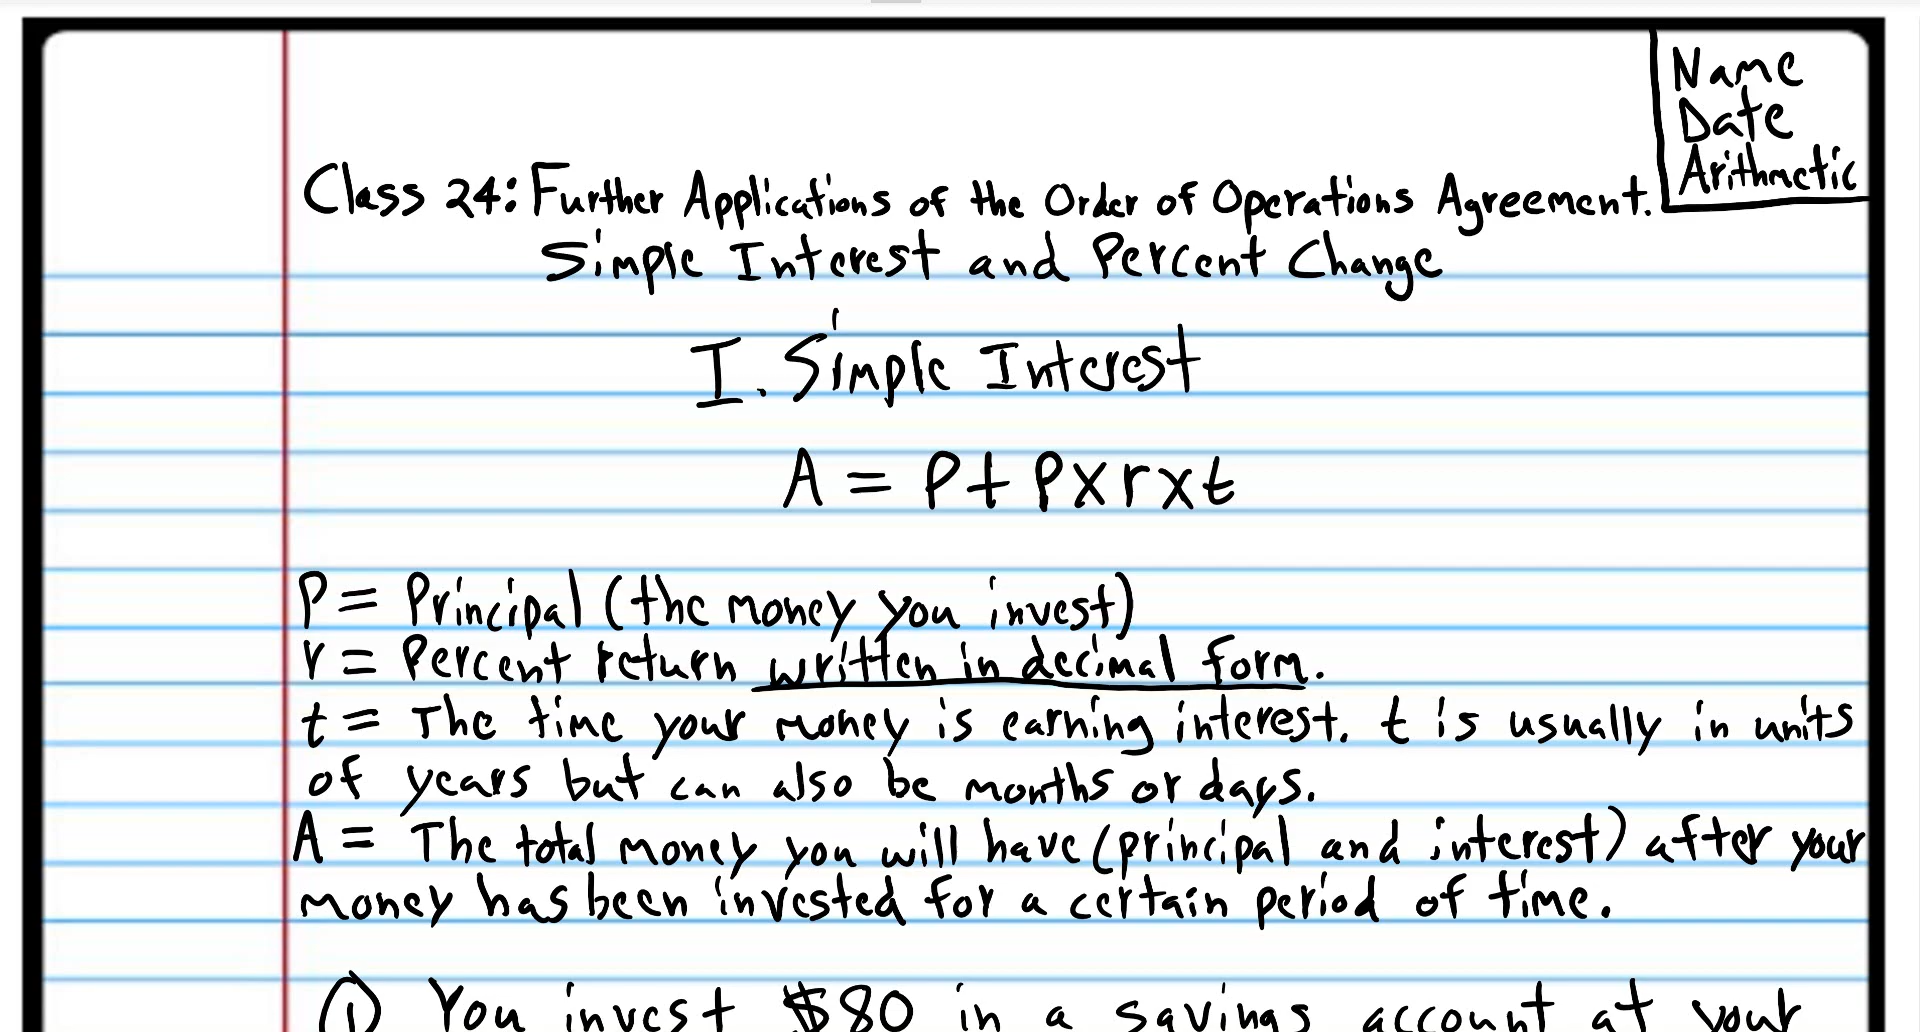 Name
Date
Arithmetic
Class 24: Further Applications of the Order of Operations Agreement.
Simple Interest and Percent Change
I. Simple Interest
A = P + P x r x t
P = Principal (the money you invest)
r = Percent return written in decimal form.
t = The time your money is earning interest. t is usually in units
of years but can also be months or days.
A = The total money you will have (principal and interest) after your
money has been invested for a certain period of time.
① You invest $80 in a savings account at your